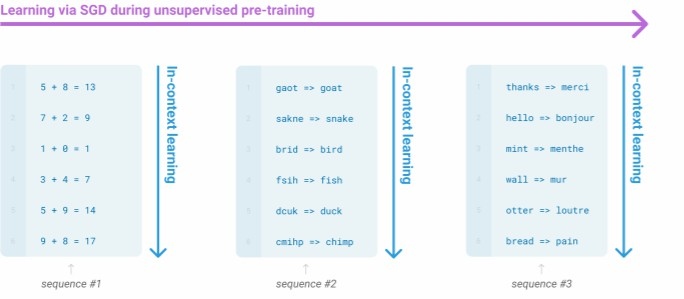 Learning via SGD during unsupervised pre-training
1 5 + 8 = 13
2 7 + 2 = 9
3 1 + 0 = 1
4 3 + 4 = 7
5 5 + 9 = 14
6 9 + 8 = 17
In-context learning
sequence #1
1 gaot => goat
2 sakne => snake
3 brid => bird
4 fsih => fish
5 dcuk => duck
6 cmihp => chimp
In-context learning
sequence #2
1 thanks => merci
2 hello => bonjour
3 mint => menthe
4 wall => mur
5 otter => loutre
6 bread => pain
In-context learning
sequence #3